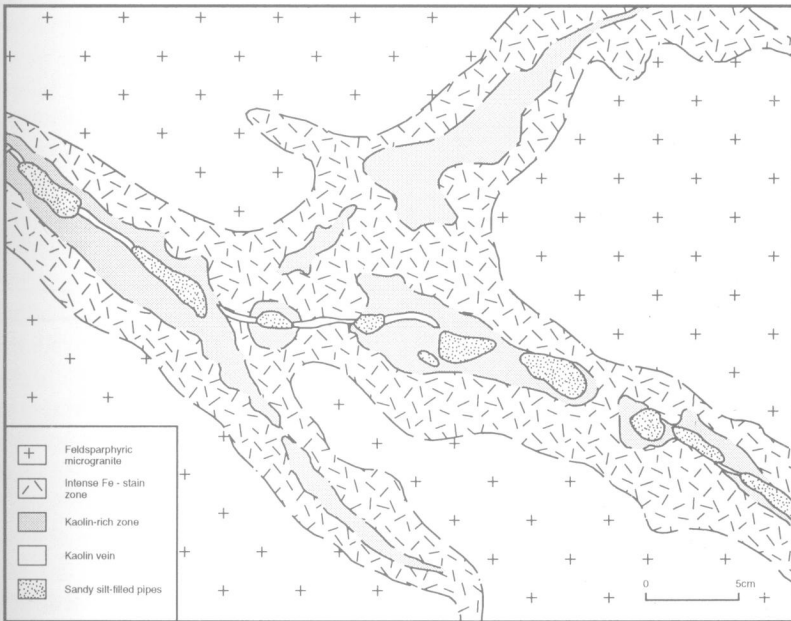 Feldsparphyric
microgranite
Intense Fe - stain
zone
Kaolin-rich zone
Kaolin vein
Sandy silt-filled pipes
0 5cm